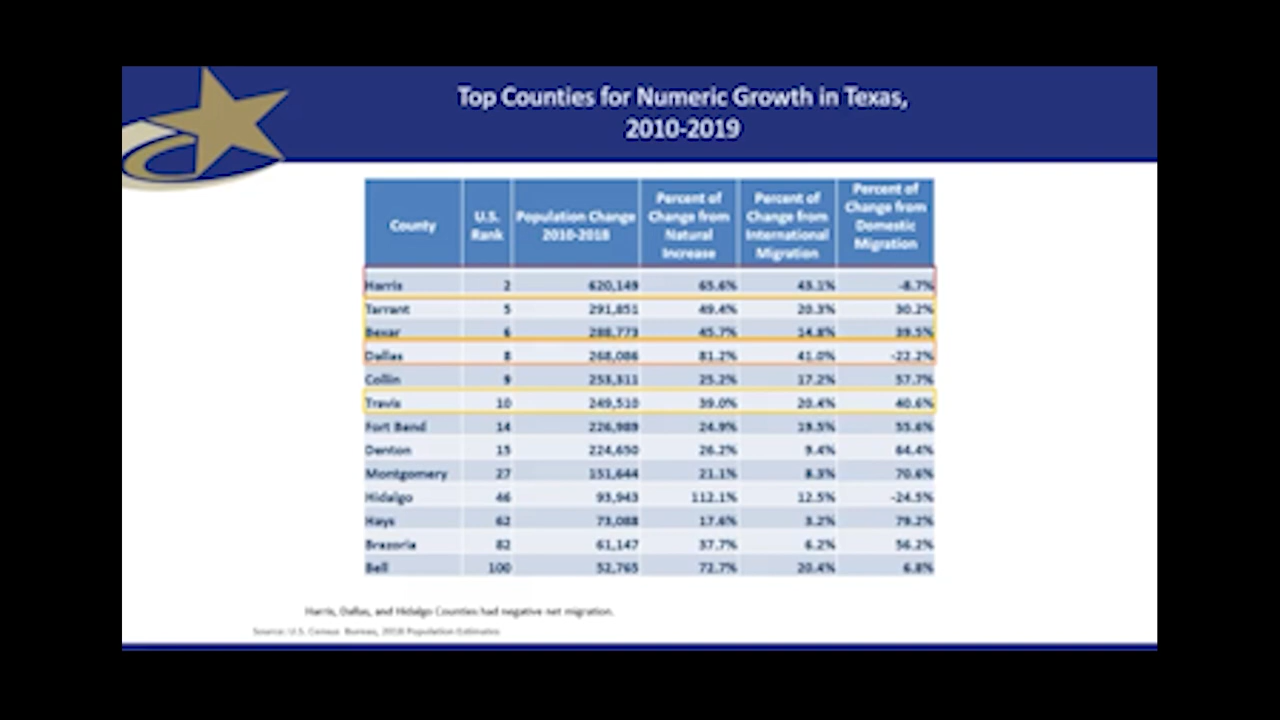 Top Counties for Numeric Growth in Texas,
2010-2019
County U.S. Rank Population Change 2010-2018 Percent of Change from Natural Increase Percent of Change from International Migration Percent of Change from Domestic Migration
Harris 2 620,149 65.6% 43.1% -8.7%
Tarrant 5 291,851 49.4% 20.3% 30.2%
Bexar 6 288,773 45.7% 14.8% 39.5%
Dallas 8 268,086 81.2% 41.0% -22.2%
Collin 9 253,311 25.2% 17.2% 57.7%
Travis 10 249,510 39.0% 20.4% 40.6%
Fort Bend 14 226,989 24.9% 19.5% 55.6%
Denton 15 224,650 26.2% 9.4% 64.4%
Montgomery 27 151,644 21.1% 8.3% 70.6%
Hidalgo 46 93,943 112.1% 12.5% -24.5%
Hays 62 73,088 17.6% 3.2% 79.2%
Brazoria 82 61,147 37.7% 6.2% 56.2%
Bell 100 52,765 72.7% 20.4% 6.8%
Harris, Dallas, and Hidalgo Counties had negative net migration.
Source: U.S. Census Bureau, 2018 Population Estimates